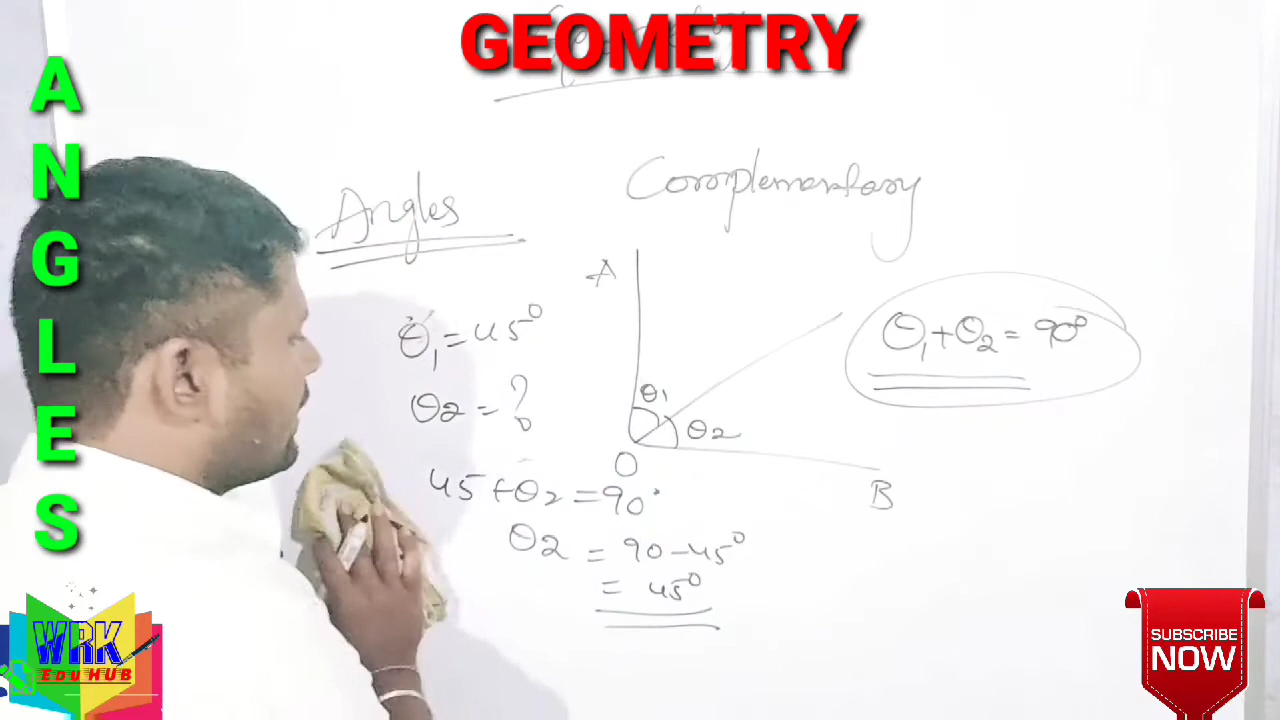 GEOMETRY
ANGLES
Angles
Complementary
θ₁ = 45°
θ2 = ?
45 + θ2 = 90°
θ2 = 90 - 45°
= 45°
A
θ1
θ2
O
B
θ₁ + θ₂ = 90°
WRK
EDU HUB
SUBSCRIBE
NOW